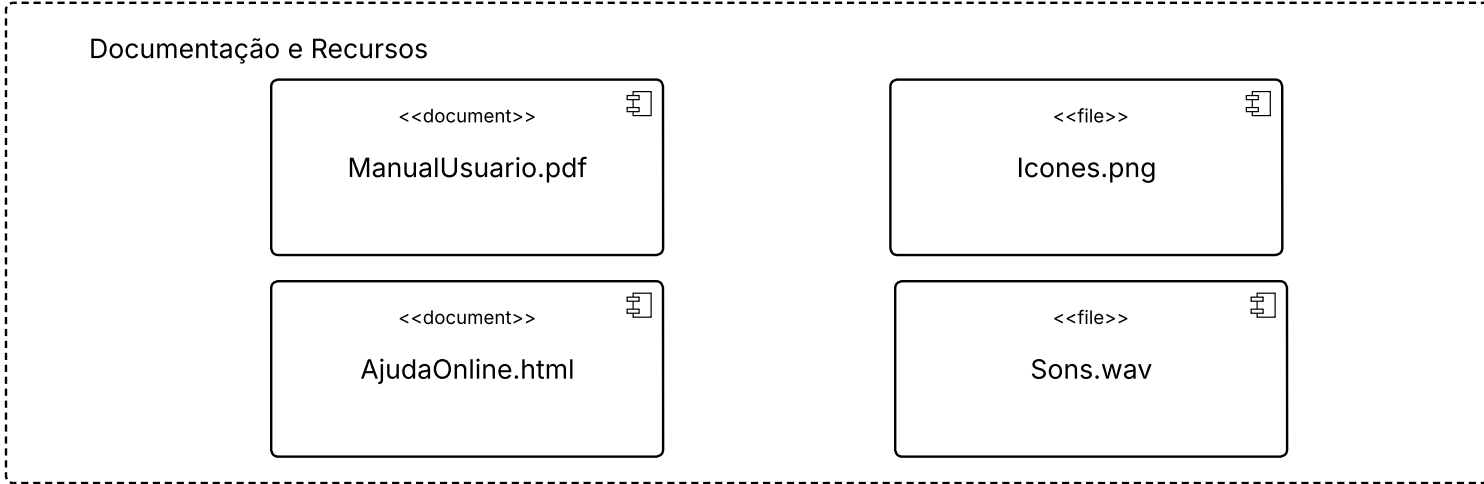 Documentação e Recursos
<<document>>
ManualUsuario.pdf
<<file>>
Icones.png
<<document>>
AjudaOnline.html
<<file>>
Sons.wav